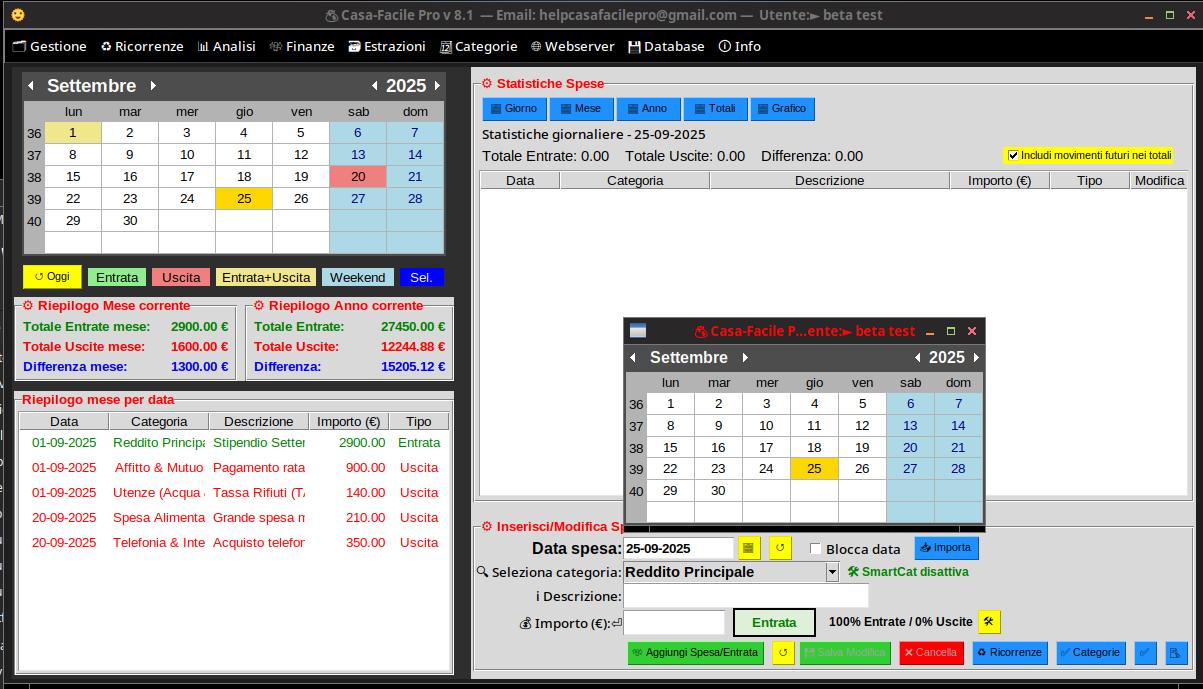 Casa-Facile Pro v 8.1 — Email: helpcasafacilepro@gmail.com — Utente:► beta test
Gestione Ricorrenze Analisi Finanze Estrazioni Categorie Webserver Database Info
Settembre 2025
lun mar mer gio ven sab dom
36 1 2 3 4 5 6 7
37 8 9 10 11 12 13 14
38 15 16 17 18 19 20 21
39 22 23 24 25 26 27 28
40 29 30
Oggi Entrata Uscita Entrata+Uscita Weekend Sel.
Riepilogo Mese corrente
Totale Entrate mese: 2900.00 €
Totale Uscite mese: 1600.00 €
Differenza mese: 1300.00 €
Riepilogo Anno corrente
Totale Entrate: 27450.00 €
Totale Uscite: 12244.88 €
Differenza: 15205.12 €
Riepilogo mese per data
Data Categoria Descrizione Importo (€) Tipo
01-09-2025 Reddito Principa Stipendio Setter 2900.00 Entrata
01-09-2025 Affitto & Mutuo Pagamento rata 900.00 Uscita
01-09-2025 Utenze (Acqua Tassa Rifiuti (T 140.00 Uscita
20-09-2025 Spesa Alimenta Grande spesa m 210.00 Uscita
20-09-2025 Telefonia & Inte Acquisto telefor 350.00 Uscita
Statistiche Spese
Giorno Mese Anno Totali Grafico
Statistiche giornaliere - 25-09-2025
Totale Entrate: 0.00 Totale Uscite: 0.00 Differenza: 0.00
Includi movimenti futuri nei totali
Data Categoria Descrizione Importo (€) Tipo Modifica
Casa-Facile P...ente:► beta test
Settembre 2025
lun mar mer gio ven sab dom
36 1 2 3 4 5 6 7
37 8 9 10 11 12 13 14
38 15 16 17 18 19 20 21
39 22 23 24 25 26 27 28
40 29 30
Inserisci/Modifica Sp
Data spesa: 25-09-2025 Blocca data Importa
Seleziona categoria: Reddito Principale SmartCat disattiva
i Descrizione:
Importo (€): Entrata 100% Entrate / 0% Uscite
Aggiungi Spesa/Entrata Salva Modifica Cancella Ricorrenze Categorie